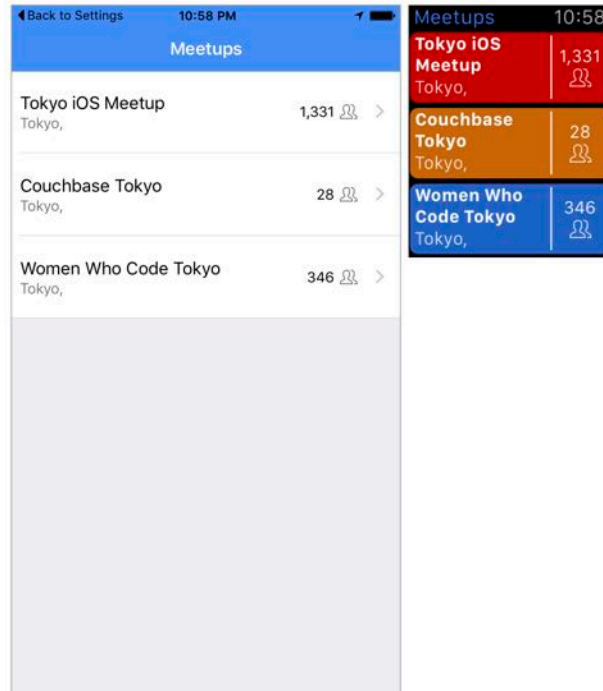 Back to Settings 10:58 PM
Meetups
Tokyo iOS Meetup
Tokyo,
1,331
Couchbase Tokyo
Tokyo,
28
Women Who Code Tokyo
Tokyo,
346
Meetups 10:58
Tokyo iOS
Meetup
Tokyo,
1,331
Couchbase
Tokyo
Tokyo,
28
Women Who
Code Tokyo
Tokyo,
346